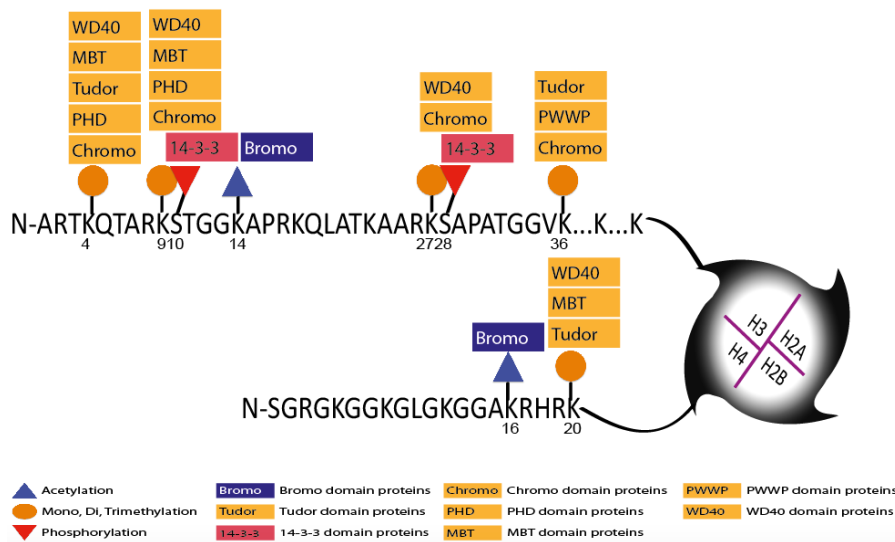 WD40 WD40
MBT MBT WD40 Tudor
Tudor PHD Chromo PWWP
PHD Chromo 14-3-3 Chromo
Chromo 14-3-3 Bromo
N-ARTKQTARKSTGGKAPRKQLATKAARKSAPATGGVK...K...K
4 910 14 2728 36
WD40
MBT
Bromo Tudor
N-SGRGKGGKGLGKGGAKRHRK
16 20
H3 H2A
H4 H2B
Acetylation Bromo Bromo domain proteins Chromo Chromo domain proteins PWWP PWWP domain proteins
Mono, Di, Trimethylation Tudor Tudor domain proteins PHD PHD domain proteins WD40 WD40 domain proteins
Phosphorylation 14-3-3 14-3-3 domain proteins MBT MBT domain proteins